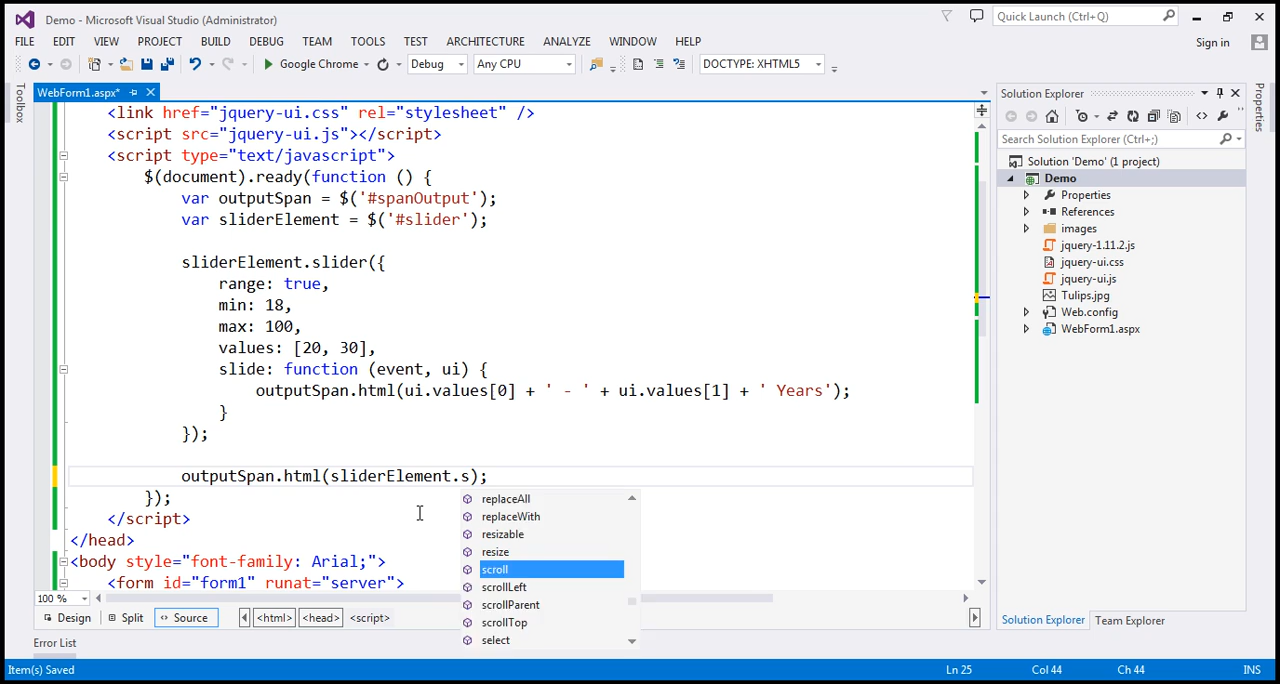 Demo - Microsoft Visual Studio (Administrator)
Quick Launch (Ctrl+Q)
FILE EDIT VIEW PROJECT BUILD DEBUG TEAM TOOLS TEST ARCHITECTURE ANALYZE WINDOW HELP
Sign in
Google Chrome Debug Any CPU DOCTYPE: XHTML5
Toolbox
WebForm1.aspx*
<link href="jquery-ui.css" rel="stylesheet" />
<script src="jquery-ui.js"></script>
<script type="text/javascript">
$(document).ready(function () {
var outputSpan = $('#spanOutput');
var sliderElement = $('#slider');
sliderElement.slider({
range: true,
min: 18,
max: 100,
values: [20, 30],
slide: function (event, ui) {
outputSpan.html(ui.values[0] + ' - ' + ui.values[1] + ' Years');
}
});
outputSpan.html(sliderElement.s);
});
</script>
</head>
<body style="font-family: Arial;">
<form id="form1" runat="server">
replaceAll
replaceWith
resizable
resize
scroll
scrollLeft
scrollParent
scrollTop
select
100 %
Design Split Source <html> <head> <script>
Error List
Solution Explorer
Search Solution Explorer (Ctrl+;)
Solution 'Demo' (1 project)
Demo
Properties
References
images
jquery-1.11.2.js
jquery-ui.css
jquery-ui.js
Tulips.jpg
Web.config
WebForm1.aspx
Solution Explorer Team Explorer
Properties
Item(s) Saved Ln 25 Col 44 Ch 44 INS